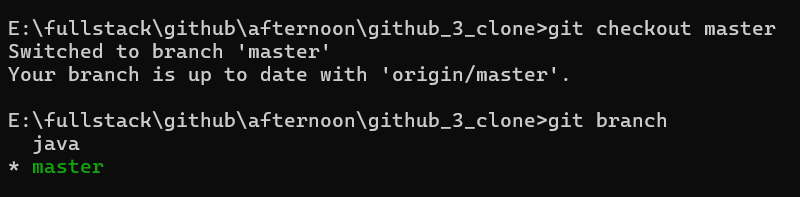 E:\fullstack\github\afternoon\github_3_clone>git checkout master
Switched to branch 'master'
Your branch is up to date with 'origin/master'.
E:\fullstack\github\afternoon\github_3_clone>git branch
  java
* master